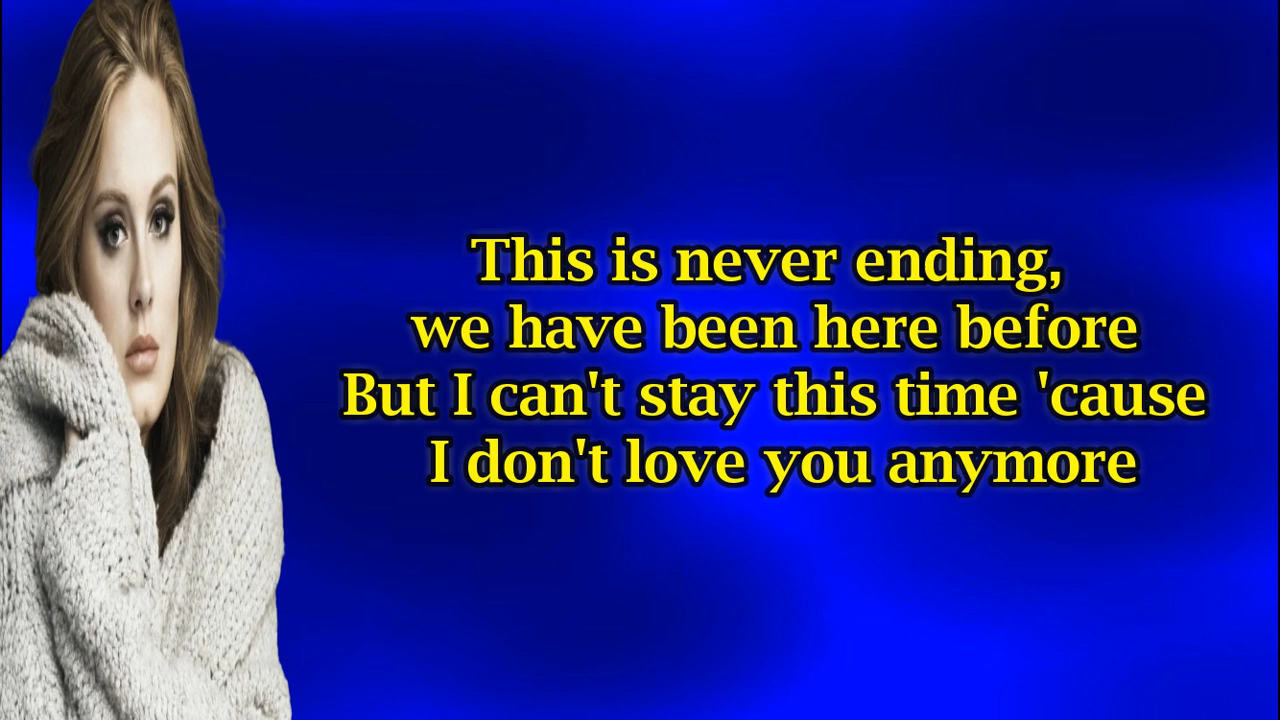 This is never ending,
we have been here before
But I can't stay this time 'cause
I don't love you anymore